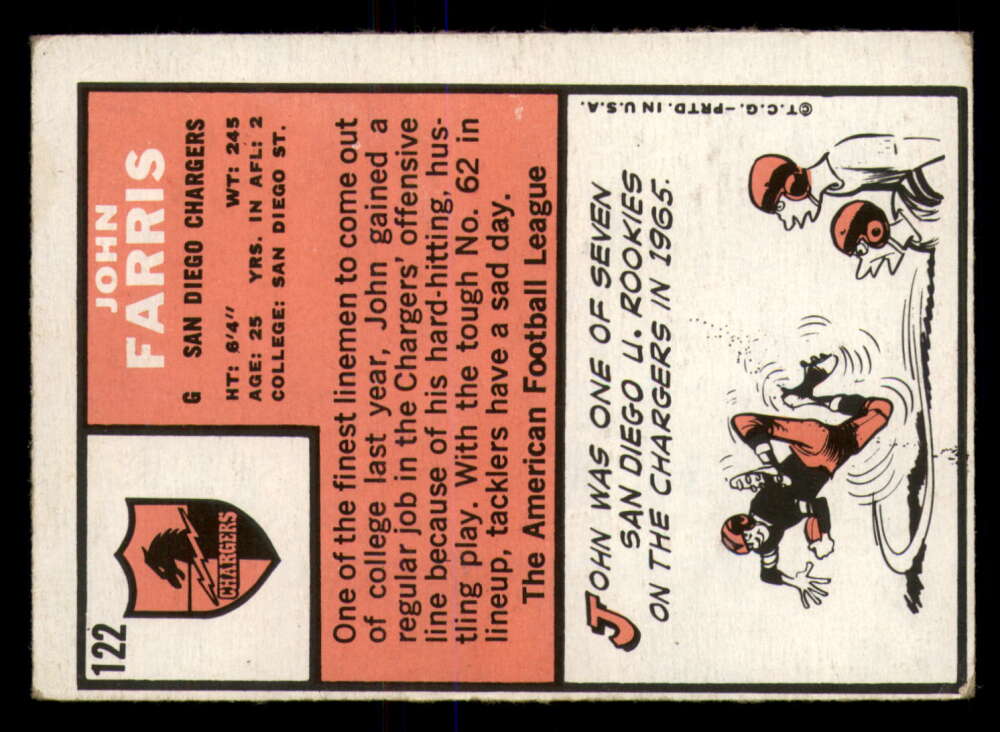 122
CHARGERS
JOHN
FARRIS
G SAN DIEGO CHARGERS
HT: 6'4" WT: 245
AGE: 25 YRS. IN AFL: 2
COLLEGE: SAN DIEGO ST.
One of the finest linemen to come out
of college last year, John gained a
regular job in the Chargers' offensive
line because of his hard-hitting, hus-
tling play. With the tough No. 62 in
lineup, tacklers have a sad day.
The American Football League
JOHN WAS ONE OF SEVEN
SAN DIEGO U. ROOKIES
ON THE CHARGERS IN 1965.
©T.C.G.—PRTD. IN U.S.A.